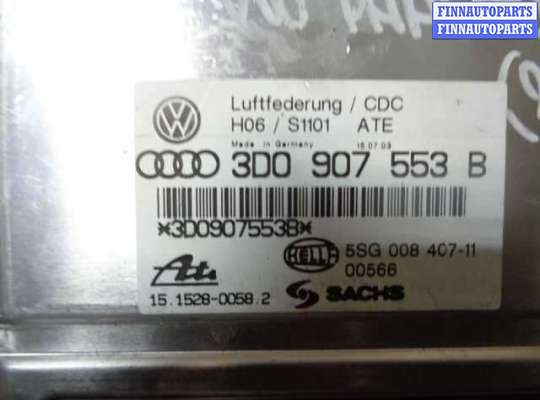 FINNAUTOPARTS
FINNAUTOPARTS
Luftfederung / CDC
H06 / S1101 ATE
Made in Germany 15.07.03
3D0 907 553 B
*3D0907553B*
HELLA
5SG 008 407-11
00566
Ate
15.1528-0058.2
SACHS